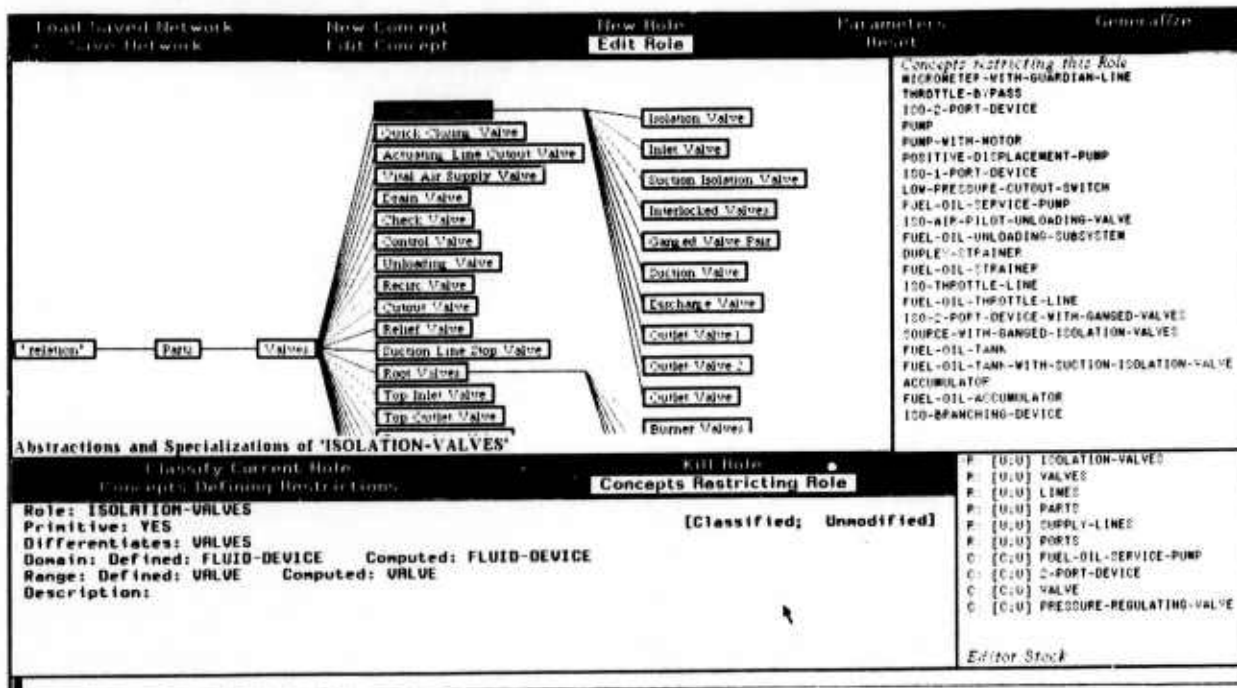 Load Saved Network New Concept New Role Parameters Generalize
Save Network Edit Concept Edit Role Reset
Concepts restricting this Role
MICROMETER-WITH-GUARDIAN-LINE
THROTTLE-BYPASS
ISO-2-PORT-DEVICE
PUMP
PUMP-WITH-MOTOR
POSITIVE-DISPLACEMENT-PUMP
ISO-1-PORT-DEVICE
LOW-PRESSURE-CUTOUT-SWITCH
FUEL-OIL-SERVICE-PUMP
ISO-AIR-PILOT-UNLOADING-VALVE
FUEL-OIL-UNLOADING-SUBSYSTEM
DUPLEX-STRAINER
FUEL-OIL-STRAINER
ISO-THROTTLE-LINE
FUEL-OIL-THROTTLE-LINE
ISO-2-PORT-DEVICE-WITH-GANGED-VALVES
SOURCE-WITH-GANGED-ISOLATION-VALVES
FUEL-OIL-TANK
FUEL-OIL-TANK-WITH-SUCTION-ISOLATION-VALVE
ACCUMULATOR
FUEL-OIL-ACCUMULATOR
ISO-BRANCHING-DEVICE
"relation"
Parts
Valves
Quick Closing Valve
Actuating Line Cutout Valve
Vital Air Supply Valve
Drain Valve
Check Valve
Control Valve
Unloading Valve
Recirc Valve
Cutout Valve
Relief Valve
Suction Line Stop Valve
Root Valves
Top Inlet Valve
Top Outlet Valve
Isolation Valve
Inlet Valve
Suction Isolation Valve
Interlocked Valves
Ganged Valve Pair
Suction Valve
Discharge Valve
Outlet Valve 1
Outlet Valve 2
Outlet Valve
Burner Valves
Abstractions and Specializations of "ISOLATION-VALVES"
Classify Current Role Kill Role
Concepts Defining Restrictions Concepts Restricting Role
Role: ISOLATION-VALVES
Primitive: YES [Classified; Unmodified]
Differentiates: VALVES
Domain: Defined: FLUID-DEVICE Computed: FLUID-DEVICE
Range: Defined: VALVE Computed: VALVE
Description:
R: [U;U] ISOLATION-VALVES
R: [U;U] VALVES
R: [U;U] LINES
R: [U;U] PARTS
R: [U;U] SUPPLY-LINES
R: [U;U] PORTS
C: [C;U] FUEL-OIL-SERVICE-PUMP
C: [C;U] 2-PORT-DEVICE
C: [C;U] VALVE
C: [C;U] PRESSURE-REGULATING-VALVE
Editor Stack